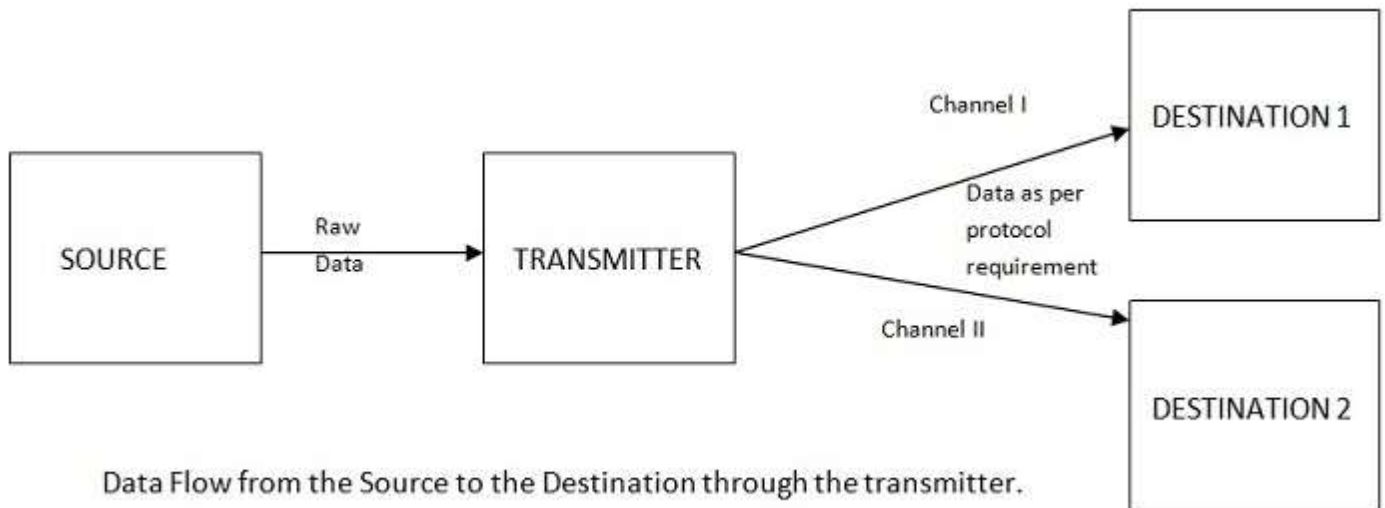 SOURCE
Raw
Data
TRANSMITTER
Channel I
Data as per
protocol
requirement
Channel II
DESTINATION 1
DESTINATION 2
Data Flow from the Source to the Destination through the transmitter.